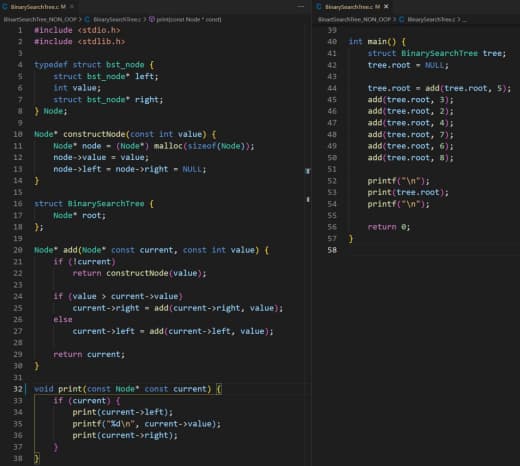 BinarySearchTree.c M
BinarySearchTree_NON_OOP > C BinarySearchTree.c > print(const Node * const)
1 #include <stdio.h>
2 #include <stdlib.h>
3
4 typedef struct bst_node {
5 struct bst_node* left;
6 int value;
7 struct bst_node* right;
8 } Node;
9
10 Node* constructNode(const int value) {
11 Node* node = (Node*) malloc(sizeof(Node));
12 node->value = value;
13 node->left = node->right = NULL;
14 }
15
16 struct BinarySearchTree {
17 Node* root;
18 };
19
20 Node* add(Node* const current, const int value) {
21 if (!current)
22 return constructNode(value);
23
24 if (value > current->value)
25 current->right = add(current->right, value);
26 else
27 current->left = add(current->left, value);
28
29 return current;
30 }
31
32 void print(const Node* const current) {
33 if (current) {
34 print(current->left);
35 printf("%d\n", current->value);
36 print(current->right);
37 }
38 }
BinarySearchTree.c M
BinarySearchTree_NON_OOP > C BinarySearchTree.c > ...
39
40 int main() {
41 struct BinarySearchTree tree;
42 tree.root = NULL;
43
44 tree.root = add(tree.root, 5);
45 add(tree.root, 3);
46 add(tree.root, 2);
47 add(tree.root, 4);
48 add(tree.root, 7);
49 add(tree.root, 6);
50 add(tree.root, 8);
51
52 printf("\n");
53 print(tree.root);
54 printf("\n");
55
56 return 0;
57 }
58